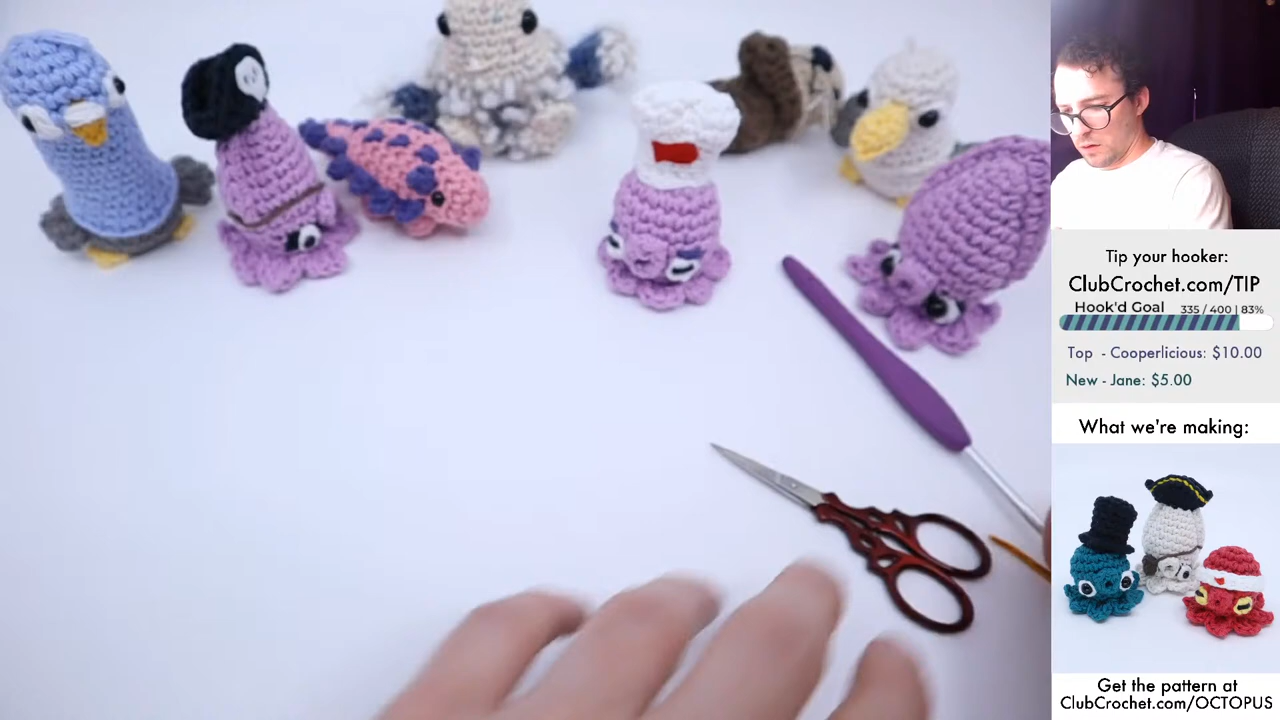 Tip your hooker:
ClubCrochet.com/TIP
Hook'd Goal 335 / 400 | 83%
Top - Cooperlicious: $10.00
New - Jane: $5.00
What we're making:
Get the pattern at
ClubCrochet.com/OCTOPUS